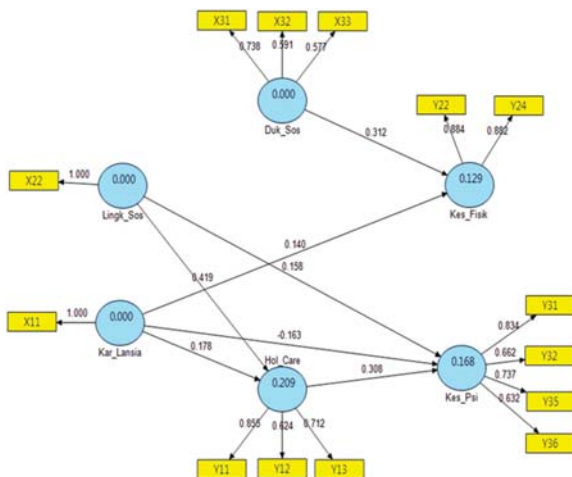 X31 X32 X33
0.738 0.591 0.577
0.000
Duk_Sos
0.312
Y22 Y24
0.884 0.882
0.129
Kes_Fisik
X22
1.000
0.000
Lingk_Sos
0.140
0.158
0.419
X11
1.000
0.000
Kar_Lansia
-0.163
0.178
Hol_Care
0.209
0.308
0.168
Kes_Psi
Y31
0.834
Y32
0.662
Y35
0.737
Y36
0.632
0.855 0.624 0.712
Y11 Y12 Y13